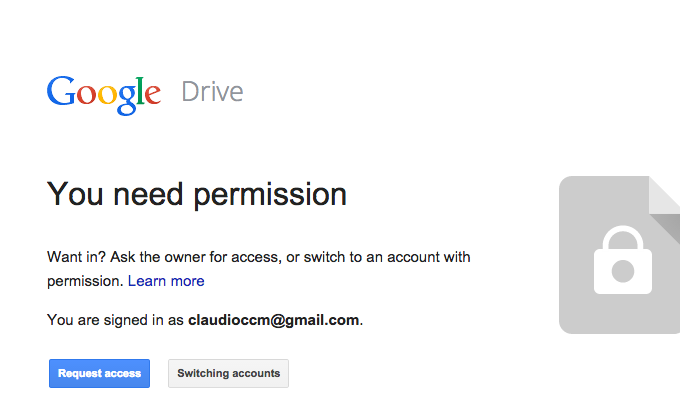 Google Drive
You need permission
Want in? Ask the owner for access, or switch to an account with
permission. Learn more
You are signed in as claudioccm@gmail.com.
Request access Switching accounts